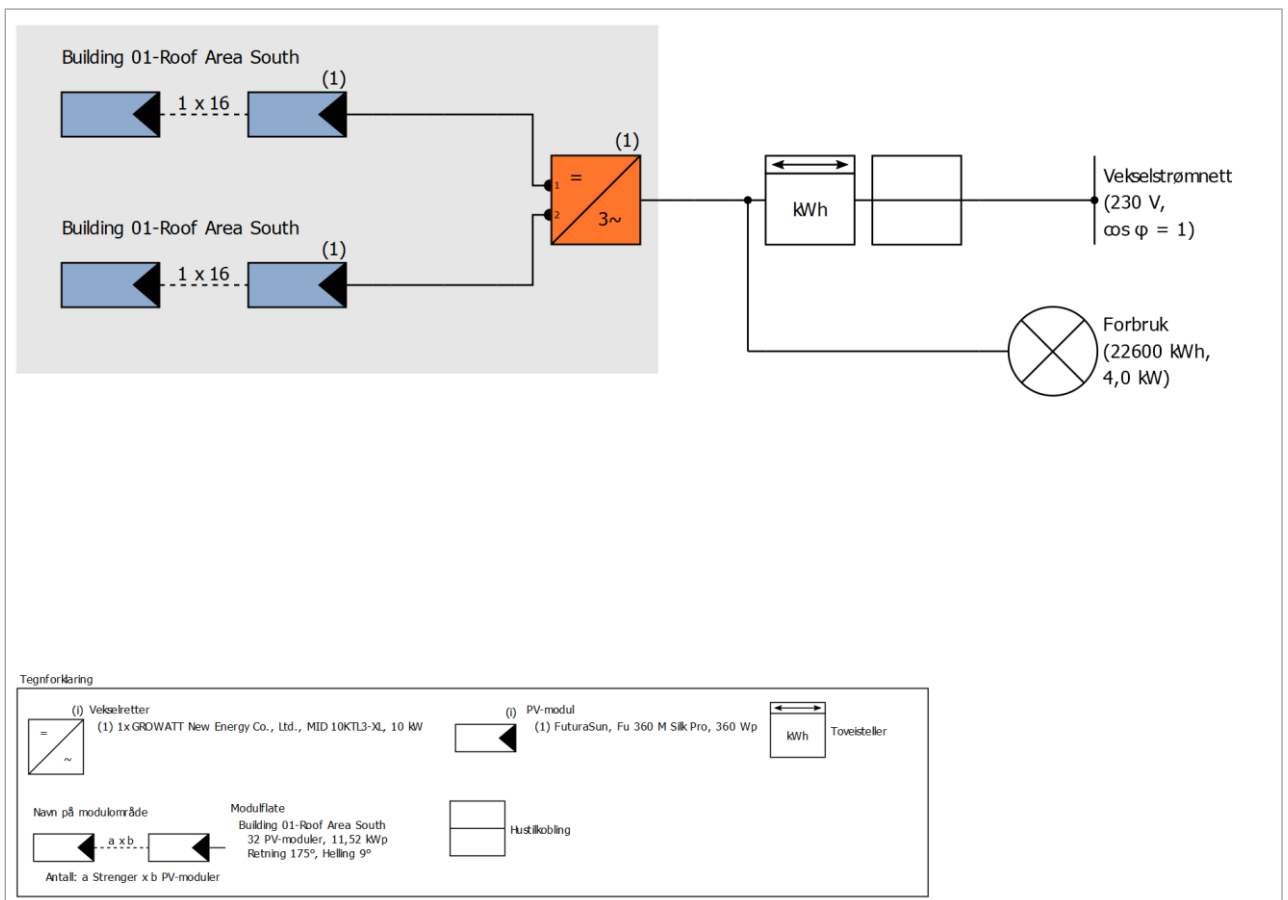 Building 01-Roof Area South
(1)
1 x 16
(1)
=
1
2
3~
kWh
Vekselstrømnett
(230 V,
cos φ = 1)
Building 01-Roof Area South
(1)
1 x 16
Forbruk
(22600 kWh,
4,0 kW)
Tegnforklaring
(i) Vekselretter
(1) 1x GROWATT New Energy Co., Ltd., MID 10KTL3-XL, 10 kW
=
~
(i) PV-modul
(1) FuturaSun, Fu 360 M Silk Pro, 360 Wp
kWh
Toveisteller
Navn på modulområde
a x b
Antall: a Strenger x b PV-moduler
Modulflate
Building 01-Roof Area South
32 PV-moduler, 11,52 kWp
Retning 175°, Helling 9°
Hustilkobling